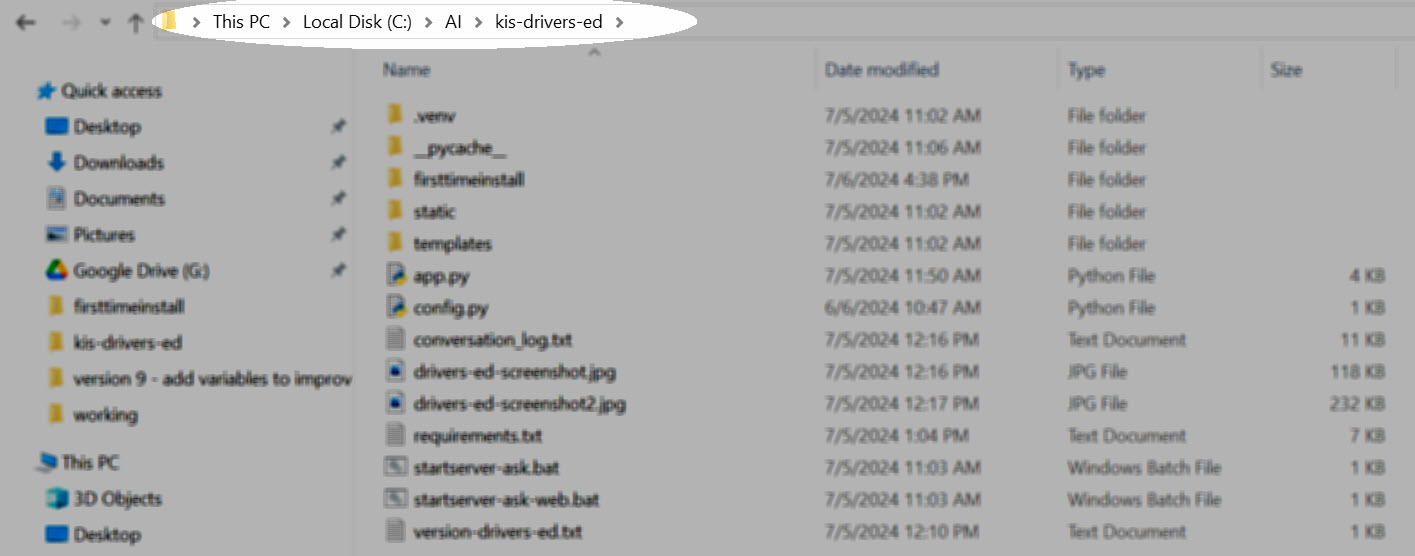 This PC > Local Disk (C:) > AI > kis-drivers-ed >
Name Date modified Type Size
Quick access
Desktop
Downloads
Documents
Pictures
Google Drive (G:)
firsttimeinstall
kis-drivers-ed
version 9 - add variables to improv
working
This PC
3D Objects
Desktop
.venv 7/5/2024 11:02 AM File folder
__pycache__ 7/5/2024 11:06 AM File folder
firsttimeinstall 7/6/2024 4:38 PM File folder
static 7/5/2024 11:02 AM File folder
templates 7/5/2024 11:02 AM File folder
app.py 7/5/2024 11:50 AM Python File 4 KB
config.py 6/6/2024 10:47 AM Python File 1 KB
conversation_log.txt 7/5/2024 12:16 PM Text Document 11 KB
drivers-ed-screenshot.jpg 7/5/2024 12:16 PM JPG File 118 KB
drivers-ed-screenshot2.jpg 7/5/2024 12:17 PM JPG File 232 KB
requirements.txt 7/5/2024 1:04 PM Text Document 7 KB
startserver-ask.bat 7/5/2024 11:03 AM Windows Batch File 1 KB
startserver-ask-web.bat 7/5/2024 11:03 AM Windows Batch File 1 KB
version-drivers-ed.txt 7/5/2024 12:10 PM Text Document 1 KB